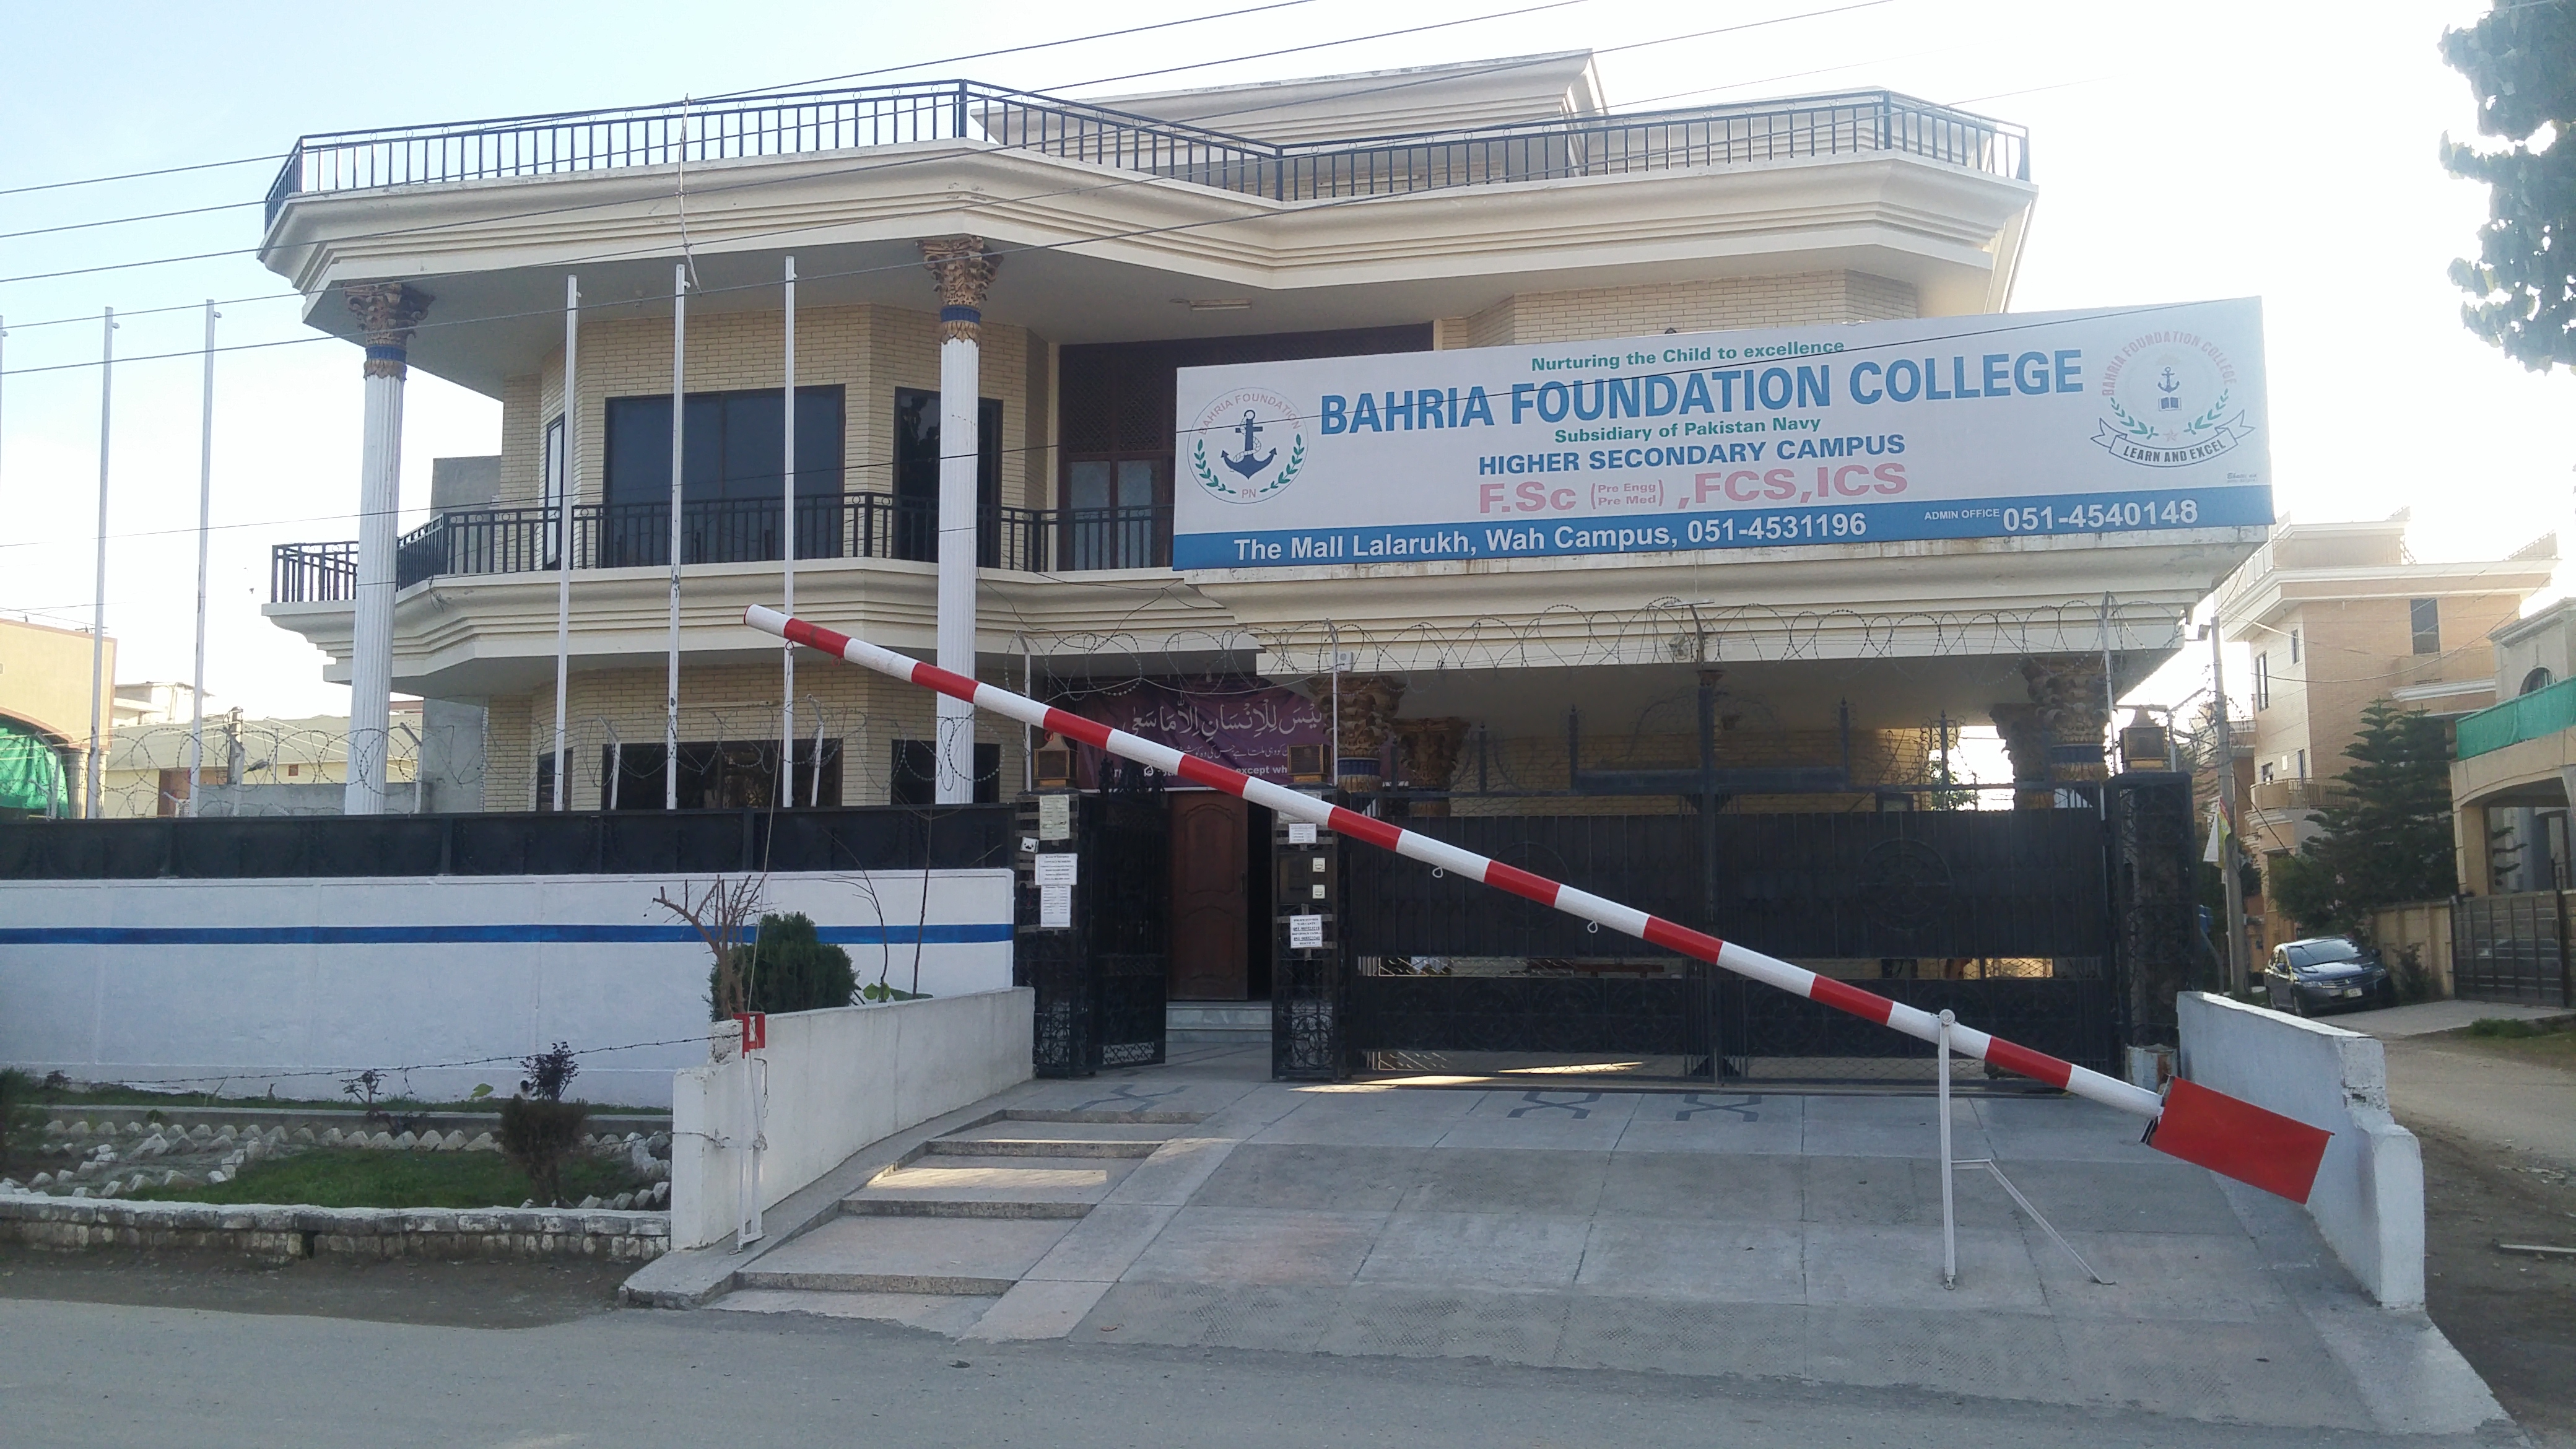 Nurturing the Child to excellence
BAHRIA FOUNDATION COLLEGE
Subsidiary of Pakistan Navy
HIGHER SECONDARY CAMPUS
F.Sc (Pre Engg Pre Med) ,FCS,ICS
The Mall Lalarukh, Wah Campus, 051-4531196 ADMIN OFFICE 051-4540148
BAHRIA FOUNDATION
PN
BAHRIA FOUNDATION COLLEGE
LEARN AND EXCEL
لَيْسَ لِلْإِنْسَانِ إِلَّا مَا سَعَىٰ
except